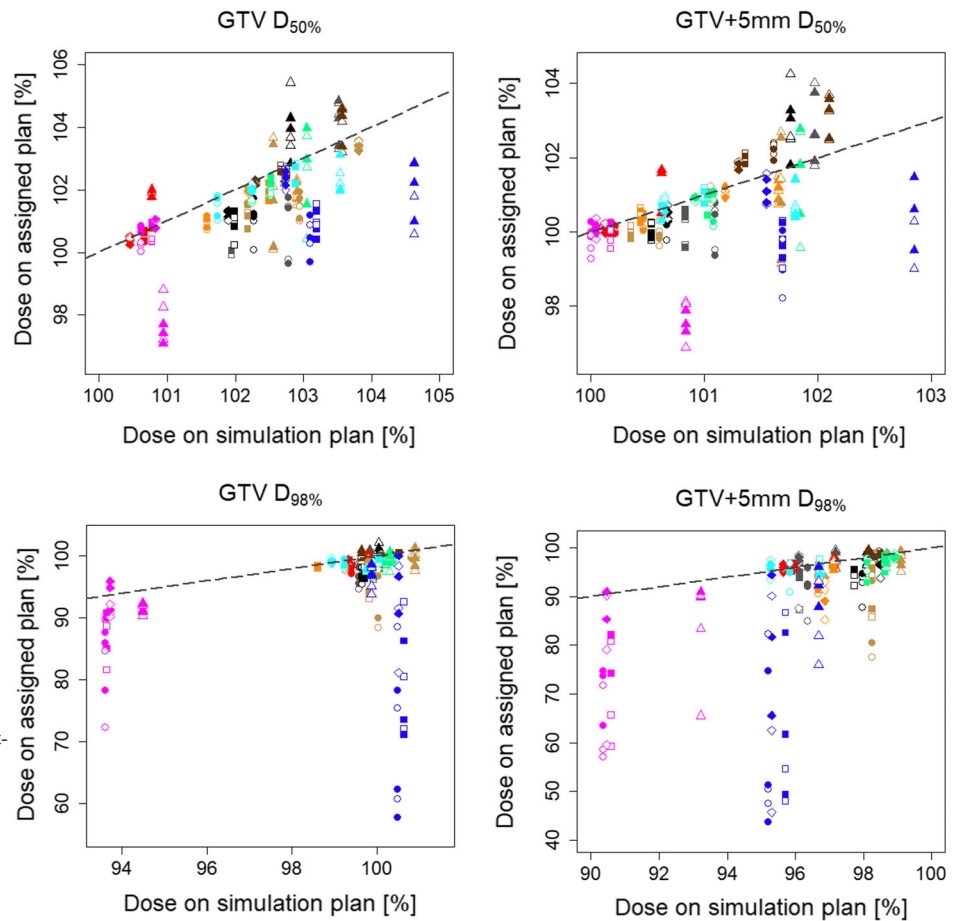 GTV D50%
GTV+5mm D50%
Dose on assigned plan [%]
106
104
102
100
98
100 101 102 103 104 105
Dose on simulation plan [%]
Dose on assigned plan [%]
104
102
100
98
100 101 102 103
Dose on simulation plan [%]
GTV D98%
GTV+5mm D98%
Dose on assigned plan [%]
100
90
80
70
60
94 96 98 100
Dose on simulation plan [%]
Dose on assigned plan [%]
100
90
80
70
60
50
40
90 92 94 96 98 100
Dose on simulation plan [%]